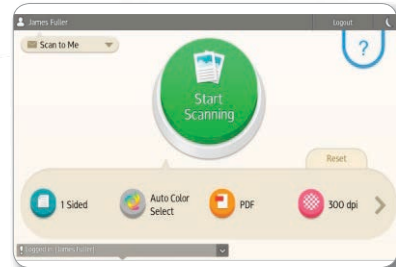 James Fuller
Logout
Scan to Me
?
Start
Scanning
Reset
1 Sided
Auto Color
Select
PDF
300 dpi
Logged in [James Fuller]